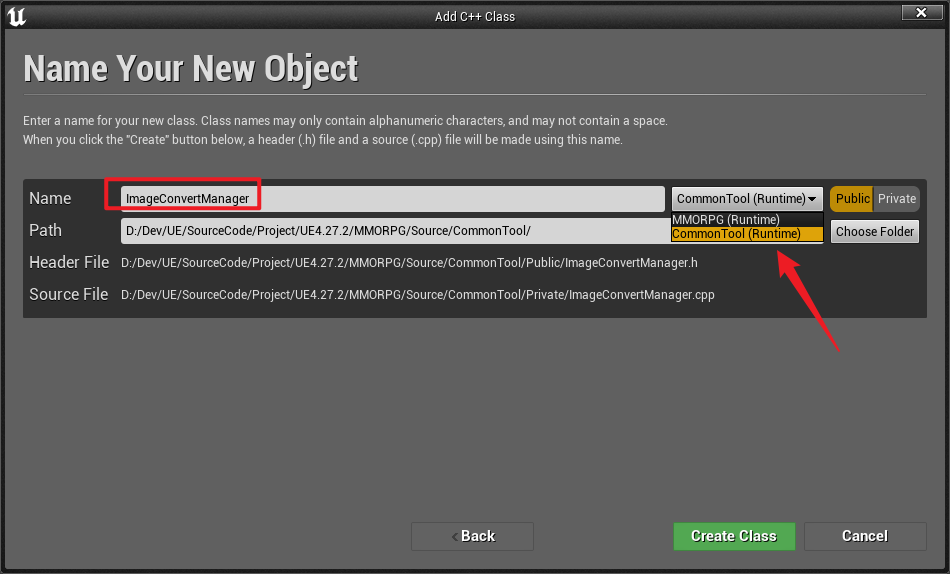 Add C++ Class
Name Your New Object
Enter a name for your new class. Class names may only contain alphanumeric characters, and may not contain a space.
When you click the "Create" button below, a header (.h) file and a source (.cpp) file will be made using this name.
Name ImageConvertManager CommonTool (Runtime) Public Private
MMORPG (Runtime)
Path D:/Dev/UE/SourceCode/Project/UE4.27.2/MMORPG/Source/CommonTool/ CommonTool (Runtime) Choose Folder
Header File D:/Dev/UE/SourceCode/Project/UE4.27.2/MMORPG/Source/CommonTool/Public/ImageConvertManager.h
Source File D:/Dev/UE/SourceCode/Project/UE4.27.2/MMORPG/Source/CommonTool/Private/ImageConvertManager.cpp
Back Create Class Cancel